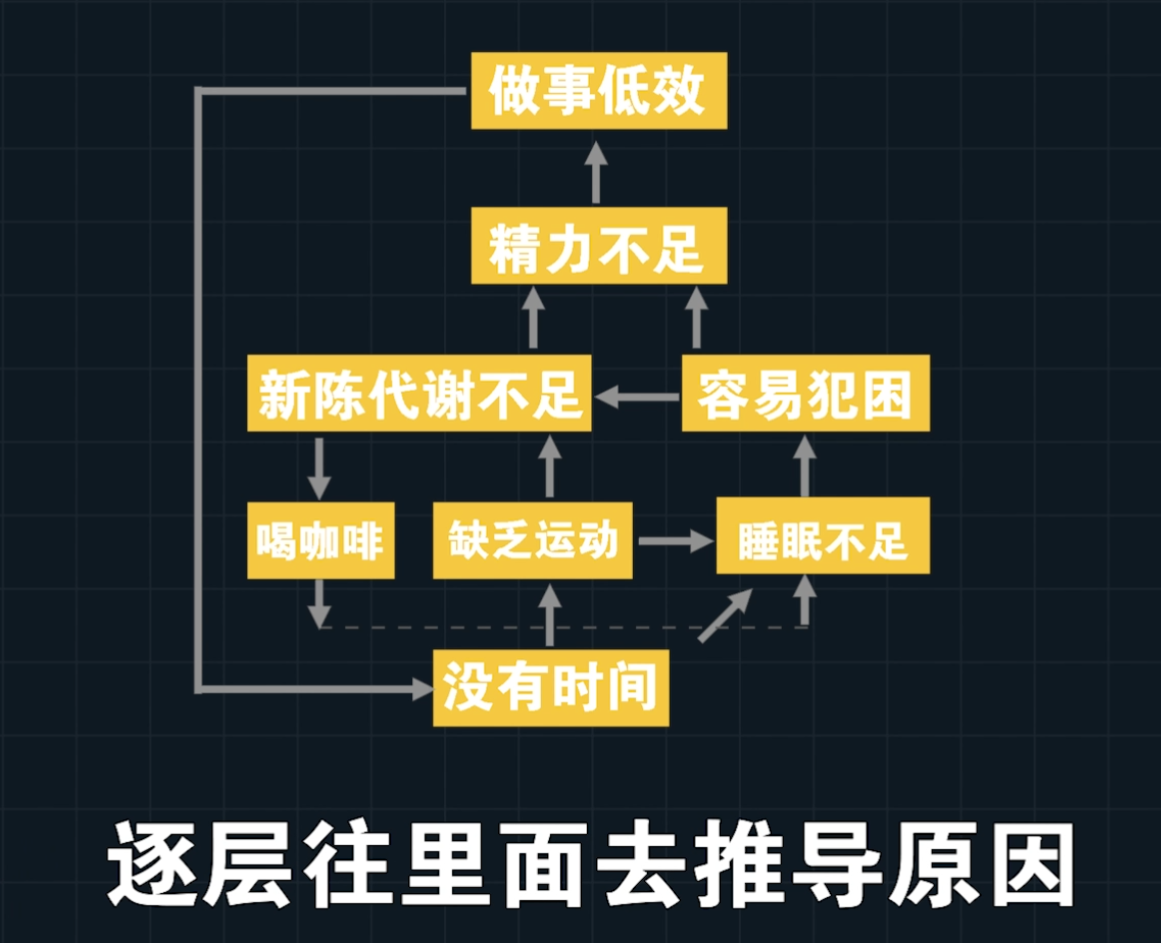 做事低效
精力不足
新陈代谢不足
容易犯困
喝咖啡
缺乏运动
睡眠不足
没有时间
逐层往里面去推导原因